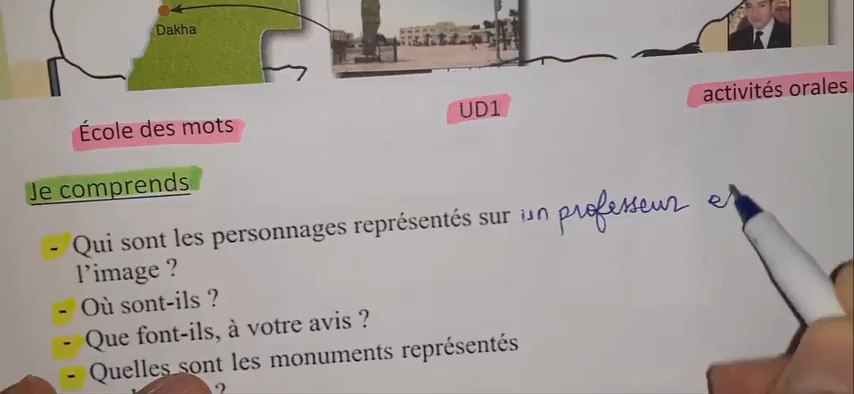 Dakha
École des mots
UD1
activités orales
Je comprends
- Qui sont les personnages représentés sur un professeur e
l'image ?
- Où sont-ils ?
- Que font-ils, à votre avis ?
- Quelles sont les monuments représentés
?